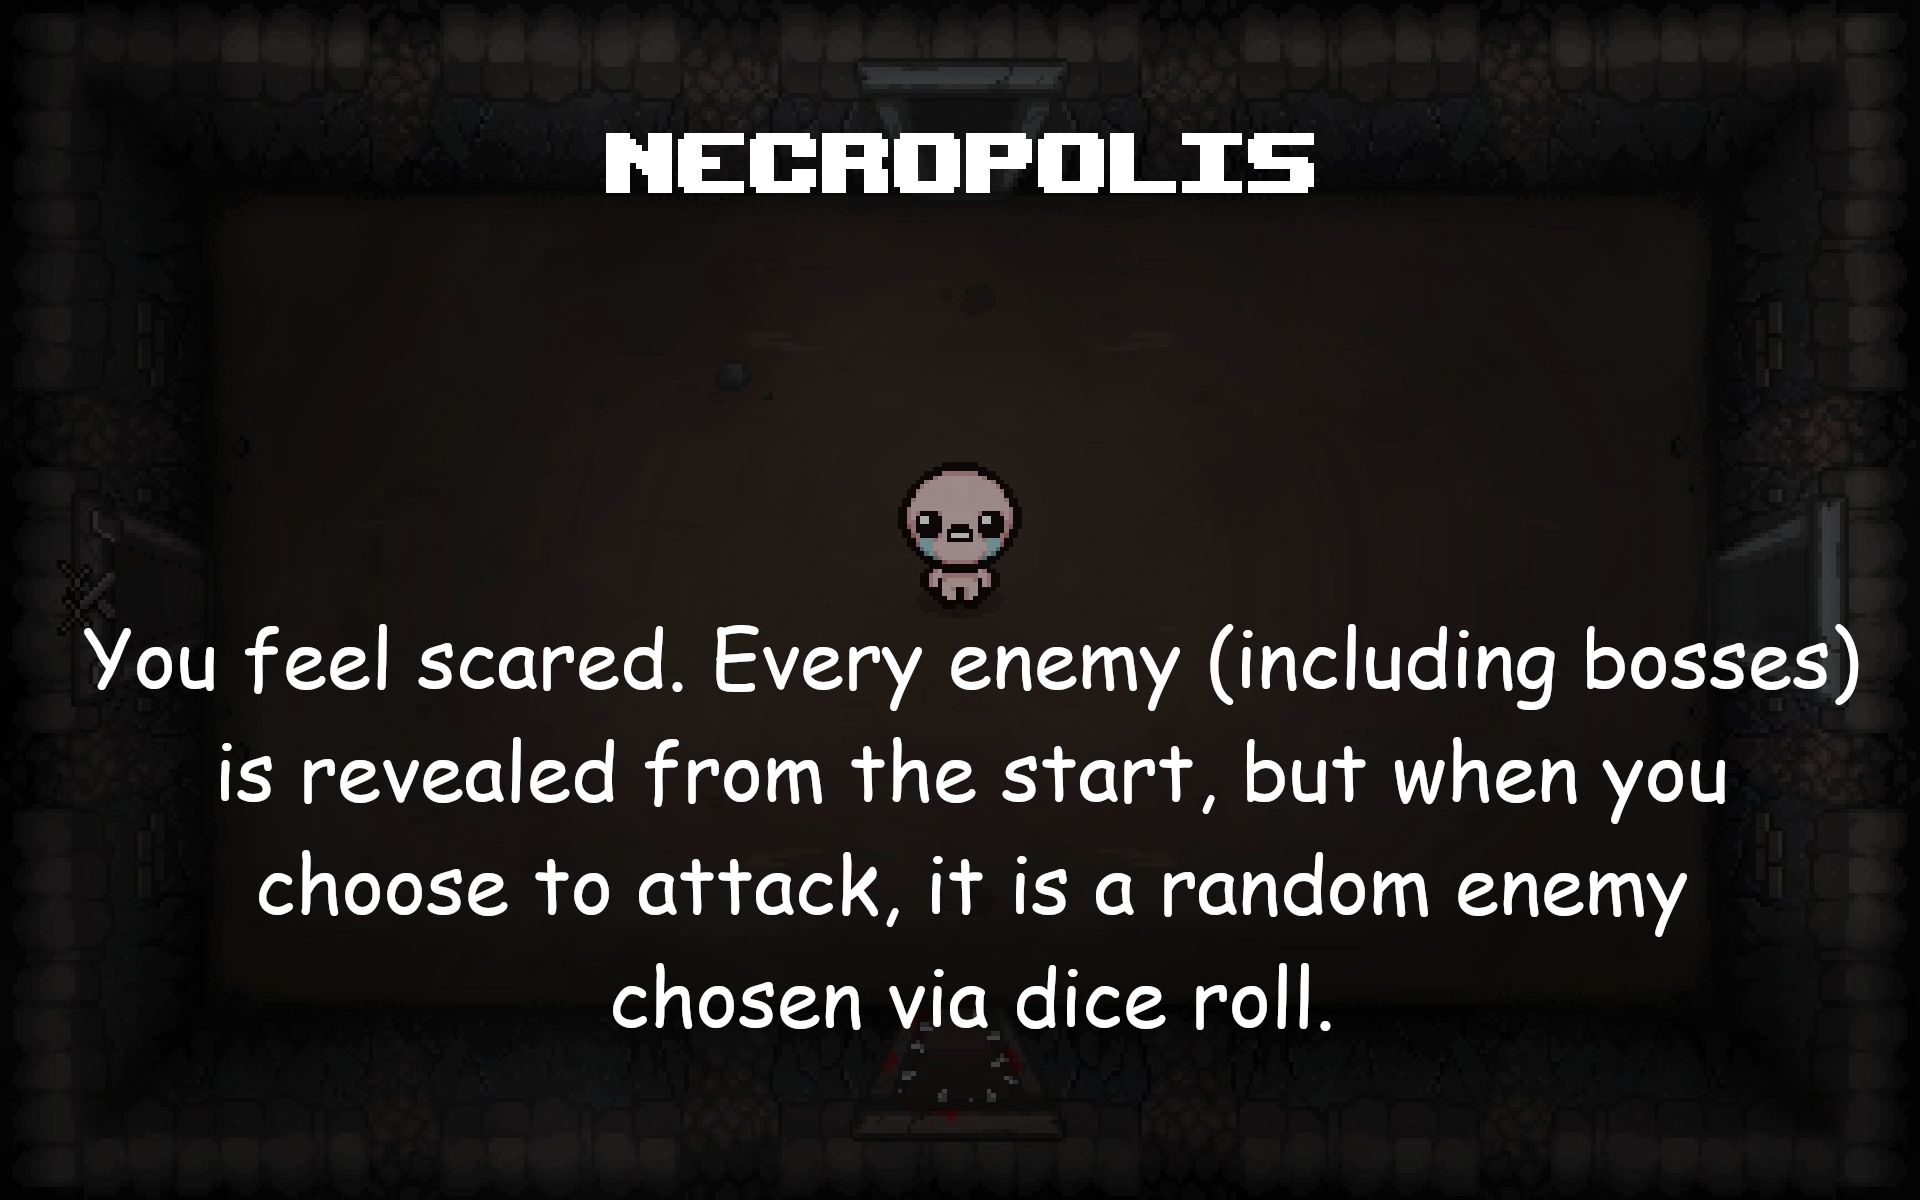 NECROPOLIS
You feel scared. Every enemy (including bosses)
is revealed from the start, but when you
choose to attack, it is a random enemy
chosen via dice roll.